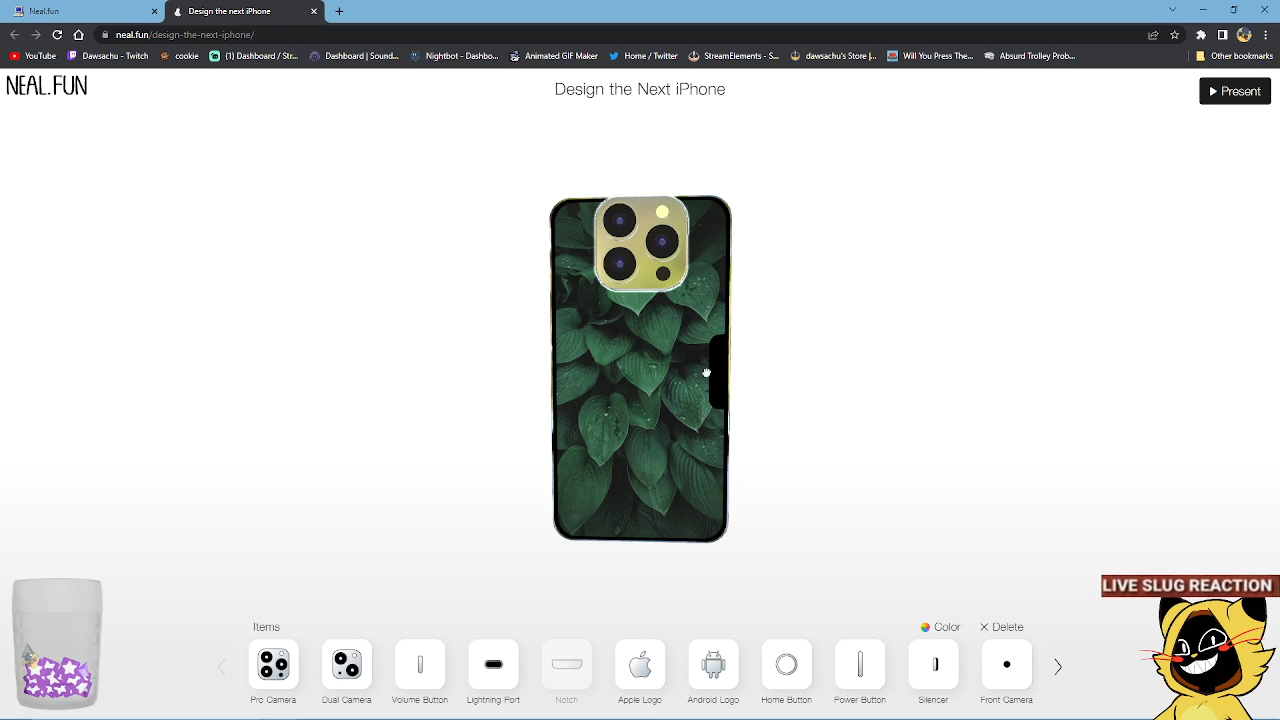 Neal.fun
Design the next iPhone
neal.fun/design-the-next-iphone/
YouTube
Dawsachu - Twitch
cookie
(1) Dashboard / Str...
Dashboard | Sound...
Nightbot - Dashbo...
Animated GIF Maker
Home / Twitter
StreamElements - S...
dawsachu's Store |...
Will You Press The...
Absurd Trolley Prob...
Other bookmarks
NEAL.FUN
Design the Next iPhone
Present
LIVE SLUG REACTION
Items
Color
Delete
Pro Camera
Dual Camera
Volume Button
Lightning Port
Notch
Apple Logo
Android Logo
Home Button
Power Button
Silencer
Front Camera